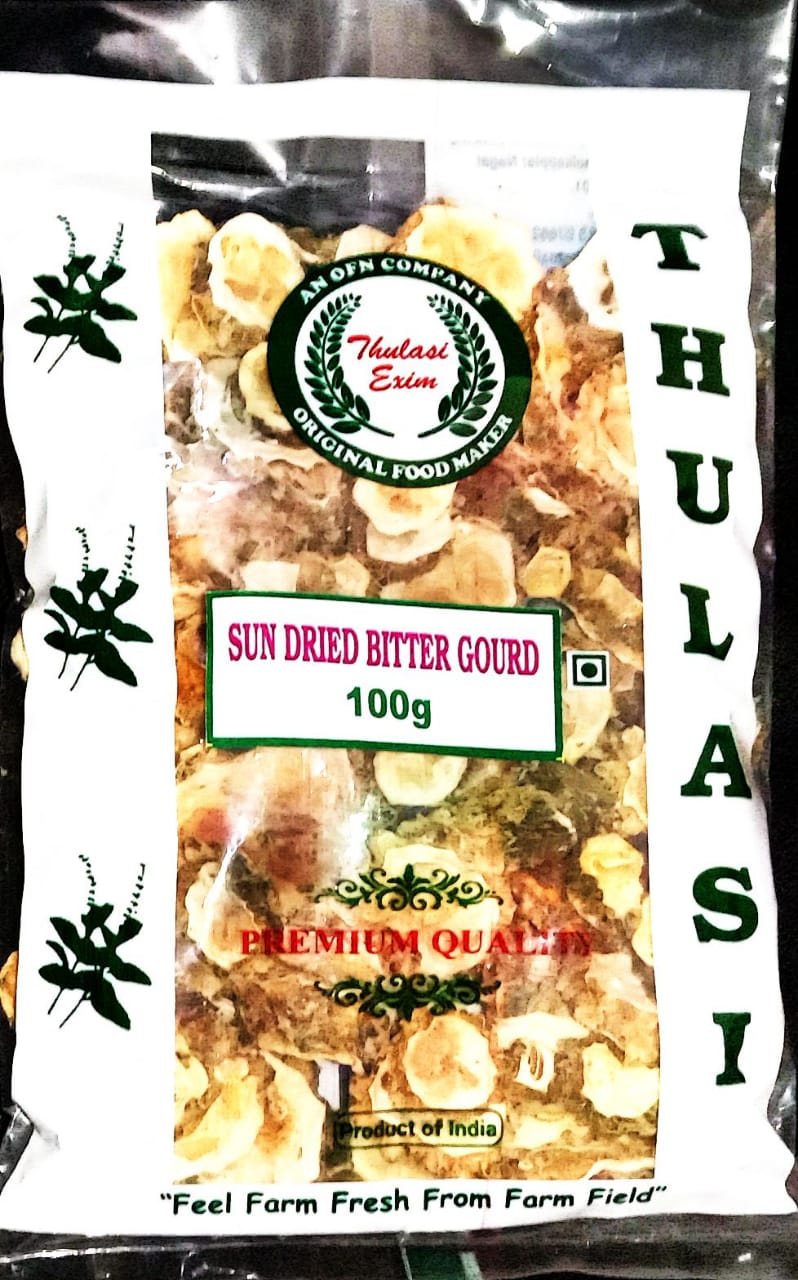 AN OFN COMPANY
Thulasi
Exim
ORIGINAL FOOD MAKER
THULASI
SUN DRIED BITTER GOURD
100g
PREMIUM QUALITY
Product of India
"Feel Farm Fresh From Farm Field"